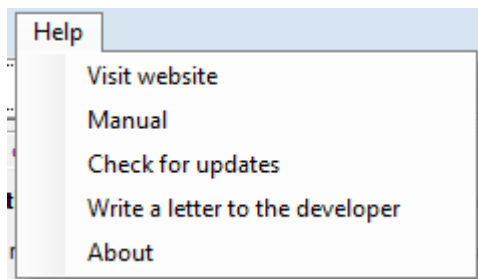 Help
Visit website
Manual
Check for updates
Write a letter to the developer
About